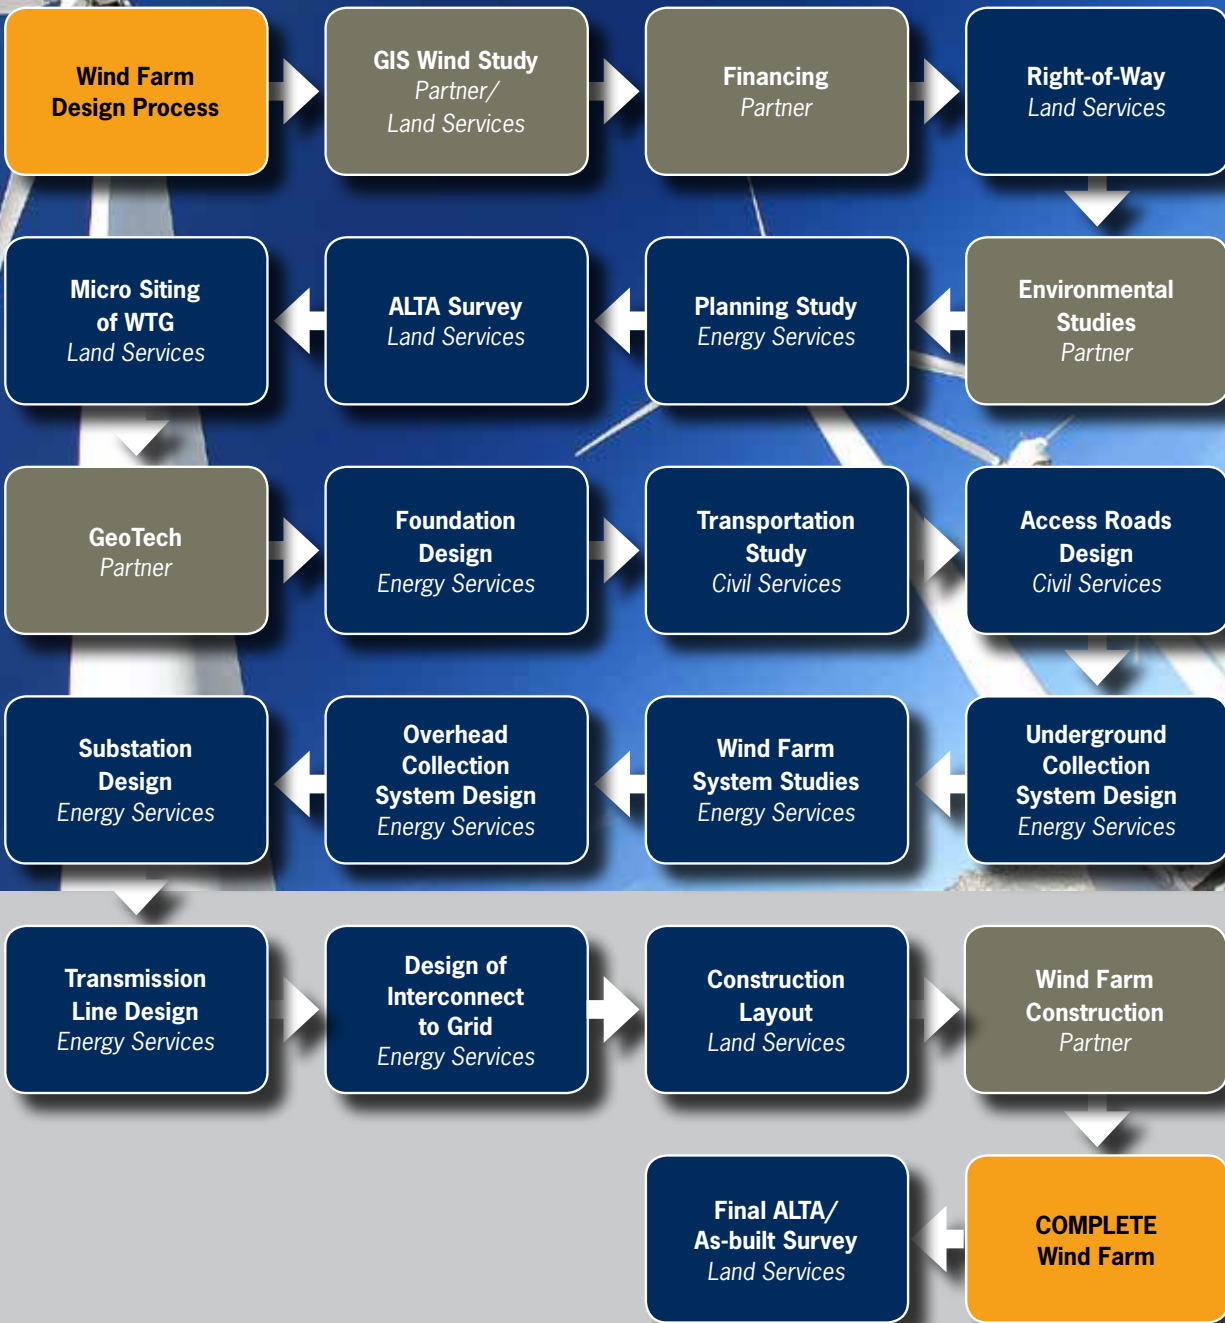 Wind Farm
Design Process
GIS Wind Study
Partner/
Land Services
Financing
Partner
Right-of-Way
Land Services
Micro Siting
of WTG
Land Services
ALTA Survey
Land Services
Planning Study
Energy Services
Environmental
Studies
Partner
GeoTech
Partner
Foundation
Design
Energy Services
Transportation
Study
Civil Services
Access Roads
Design
Civil Services
Substation
Design
Energy Services
Overhead
Collection
System Design
Energy Services
Wind Farm
System Studies
Energy Services
Underground
Collection
System Design
Energy Services
Transmission
Line Design
Energy Services
Design of
Interconnect
to Grid
Energy Services
Construction
Layout
Land Services
Wind Farm
Construction
Partner
Final ALTA/
As-built Survey
Land Services
COMPLETE
Wind Farm